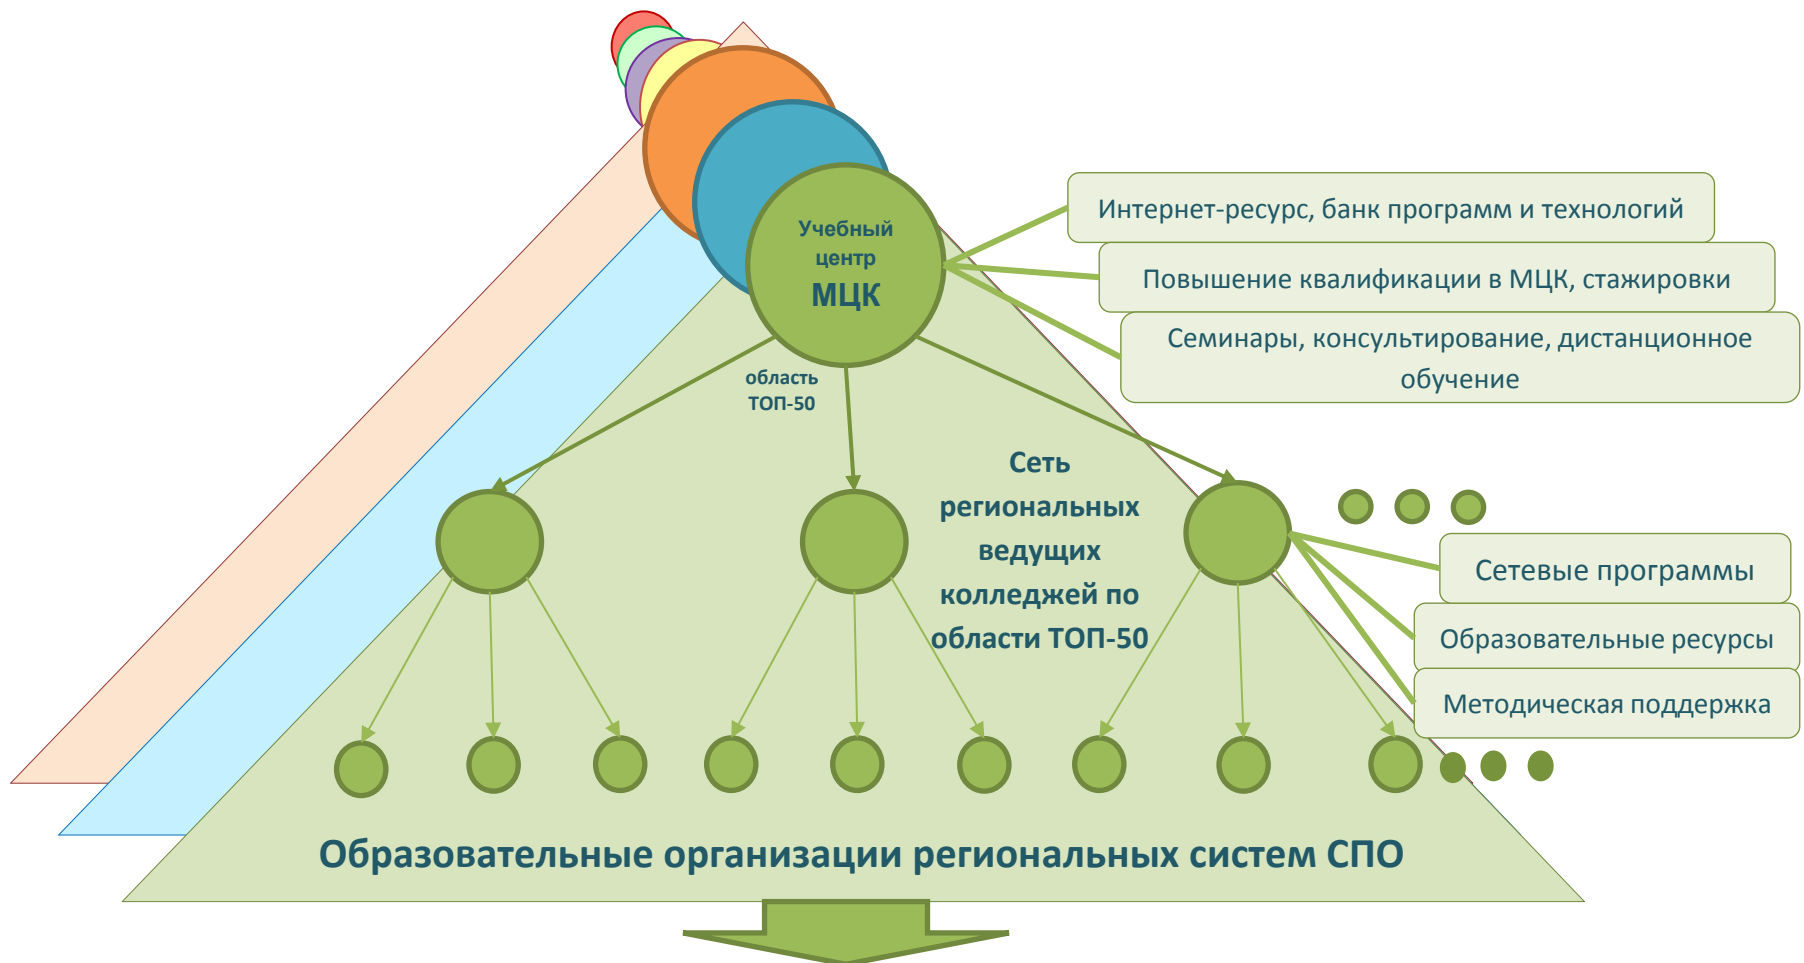 Учебный
центр
МЦК
Интернет-ресурс, банк программ и технологий
Повышение квалификации в МЦК, стажировки
Семинары, консультирование, дистанционное
обучение
область
ТОП-50
Сеть
региональных
ведущих
колледжей по
области ТОП-50
Сетевые программы
Образовательные ресурсы
Методическая поддержка
Образовательные организации региональных систем СПО